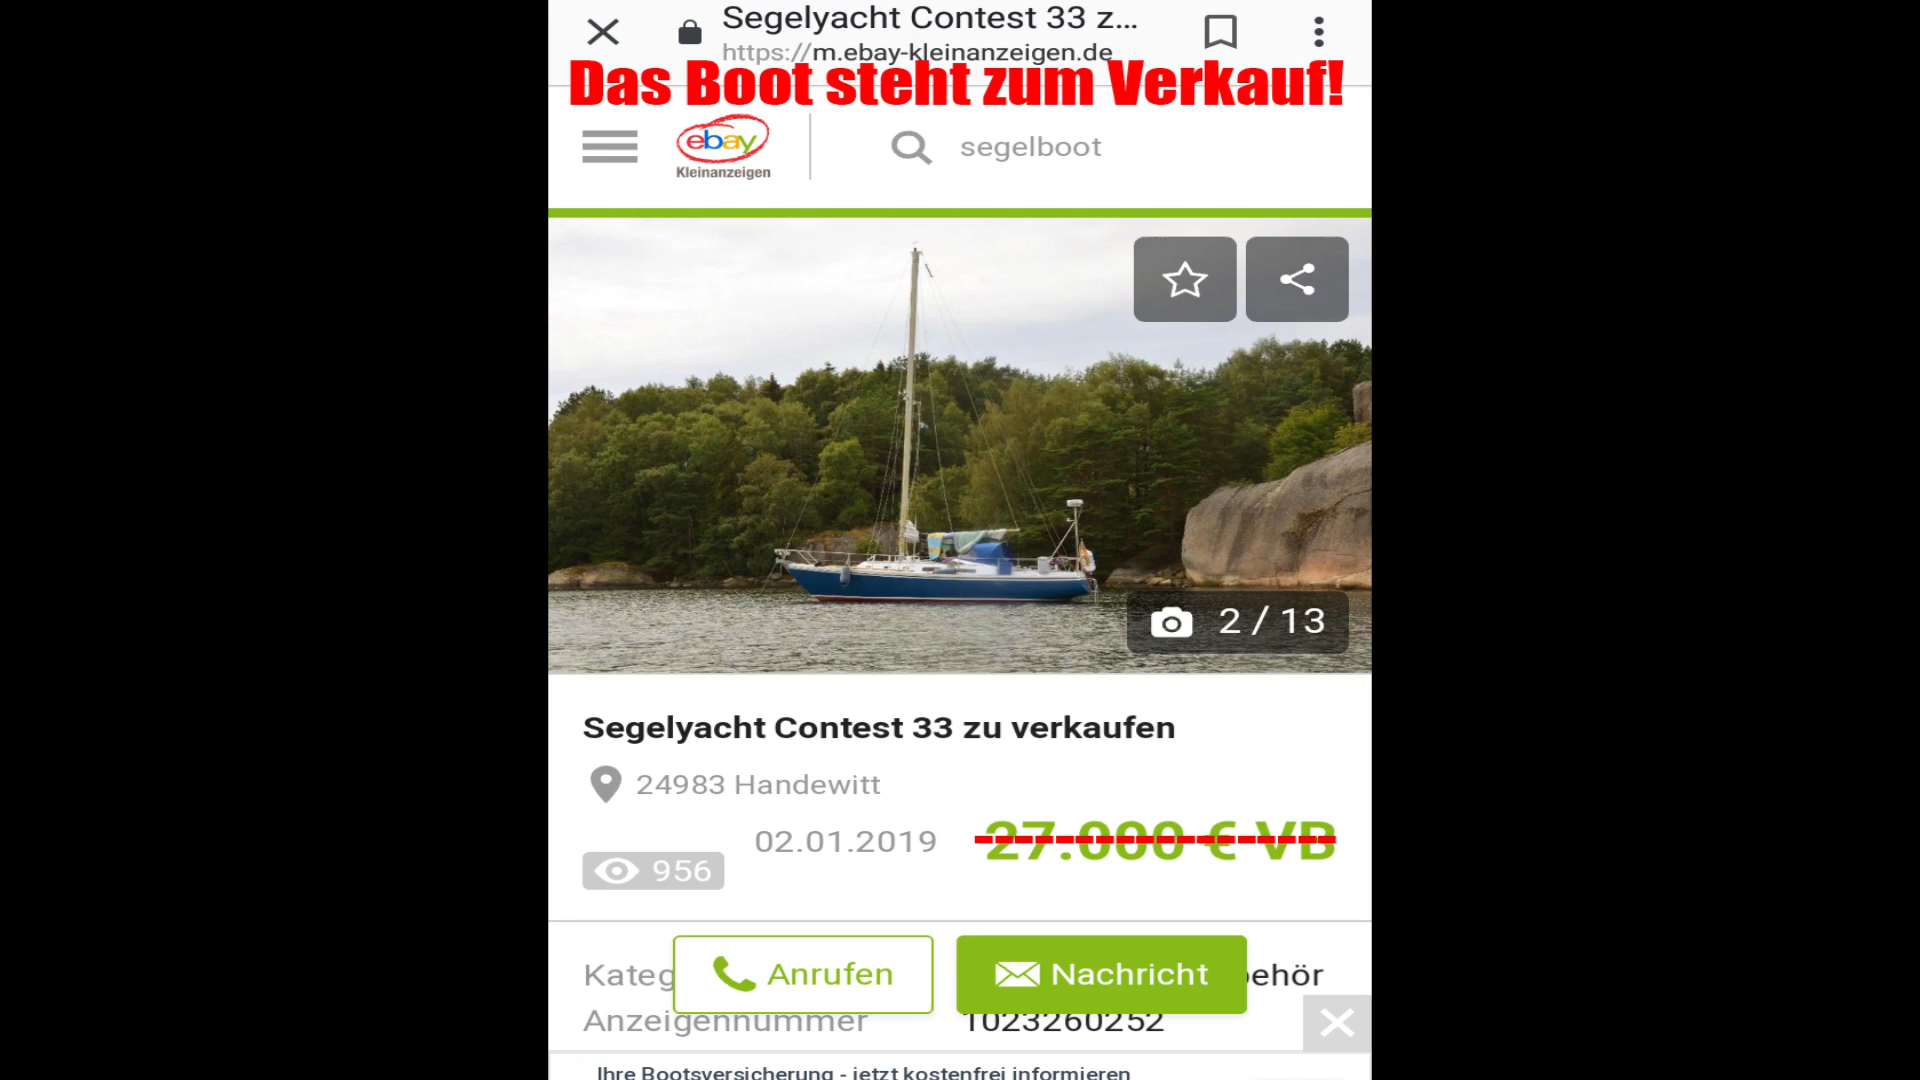 Segelyacht Contest 33 z...
https://m.ebay-kleinanzeigen.de
Das Boot steht zum Verkauf!
ebay
Kleinanzeigen
segelboot
2 / 13
Segelyacht Contest 33 zu verkaufen
24983 Handewitt
02.01.2019
27.000 € VB
956
Anrufen
Nachricht
Kateg
behör
Anzeigennummer
1023260252
Ihre Bootsversicherung - jetzt kostenfrei informieren